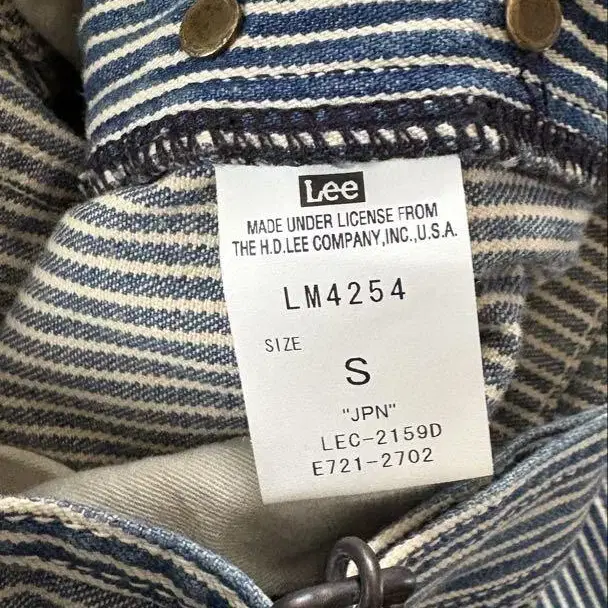 Lee
MADE UNDER LICENSE FROM
THE H.D.LEE COMPANY,INC.,U.S.A.
LM4254
SIZE
S
"JPN"
LEC-2159D
E721-2702